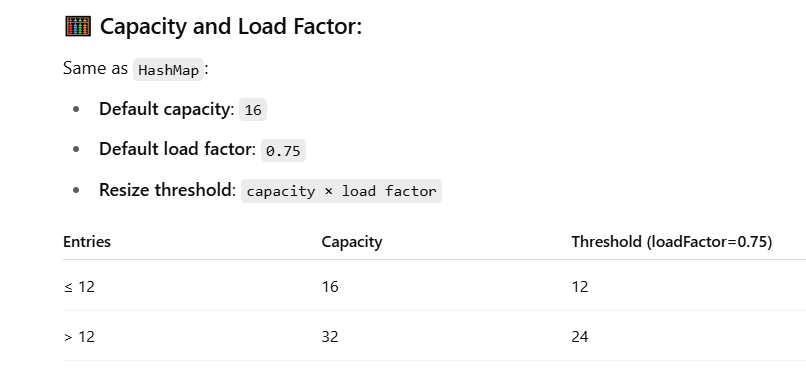 Capacity and Load Factor:
Same as HashMap:
• Default capacity: 16
• Default load factor: 0.75
• Resize threshold: capacity × load factor
Entries Capacity Threshold (loadFactor=0.75)
≤ 12 16 12
> 12 32 24